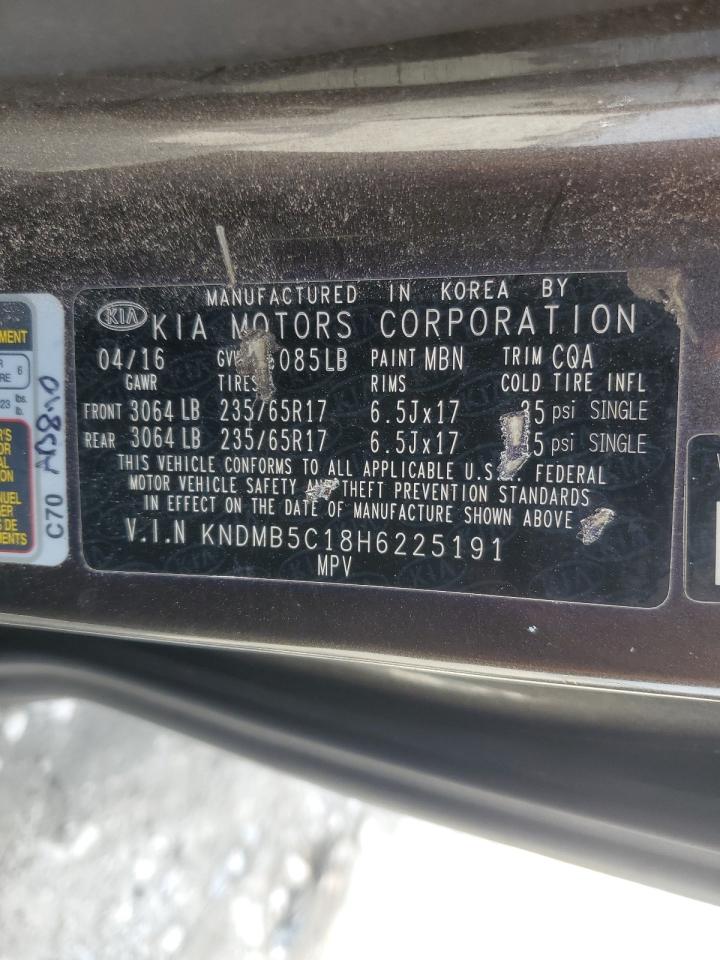 MANUFACTURED IN KOREA BY
KIA KIA MOTORS CORPORATION
04/16 085LB PAINT MBN TRIM CQA
GAWR TIRES RIMS COLD TIRE INFL
FRONT 3064 LB 235/65R17 6.5Jx17 psi SINGLE
REAR 3064 LB 235/65R17 6.5Jx17 psi SINGLE
THIS VEHICLE CONFORMS TO ALL APPLICABLE U.S. FEDERAL
MOTOR VEHICLE SAFETY AND THEFT PREVENTION STANDARDS
IN EFFECT ON THE DATE OF MANUFACTURE SHOWN ABOVE
V.I.N KNDMB5C18H6225191
MPV
C70